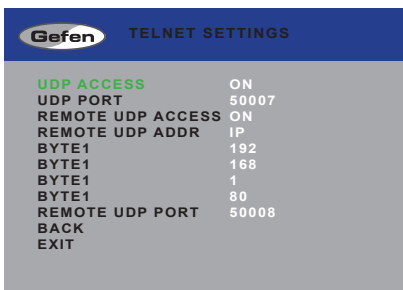 Gefen TELNET SETTINGS
UDP ACCESS ON
UDP PORT 50007
REMOTE UDP ACCESS ON
REMOTE UDP ADDR IP
BYTE1 192
BYTE1 168
BYTE1 1
BYTE1 80
REMOTE UDP PORT 50008
BACK
EXIT